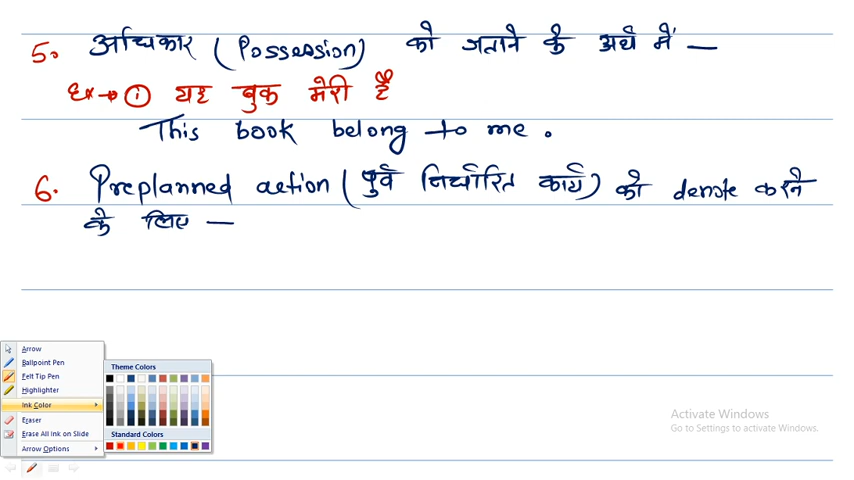 5. अधिकार (Possession) को जताने के अर्थ में —
Ex → ① यह बुक मेरी है
This book belong to me .
6. Preplanned action (पुर्व निर्धारित कार्य) को denote करने
के लिए —
Arrow
Ballpoint Pen
Felt Tip Pen
Highlighter
Ink Color
Eraser
Erase All Ink on Slide
Arrow Options
Theme Colors
Standard Colors
Activate Windows
Go to Settings to activate Windows.